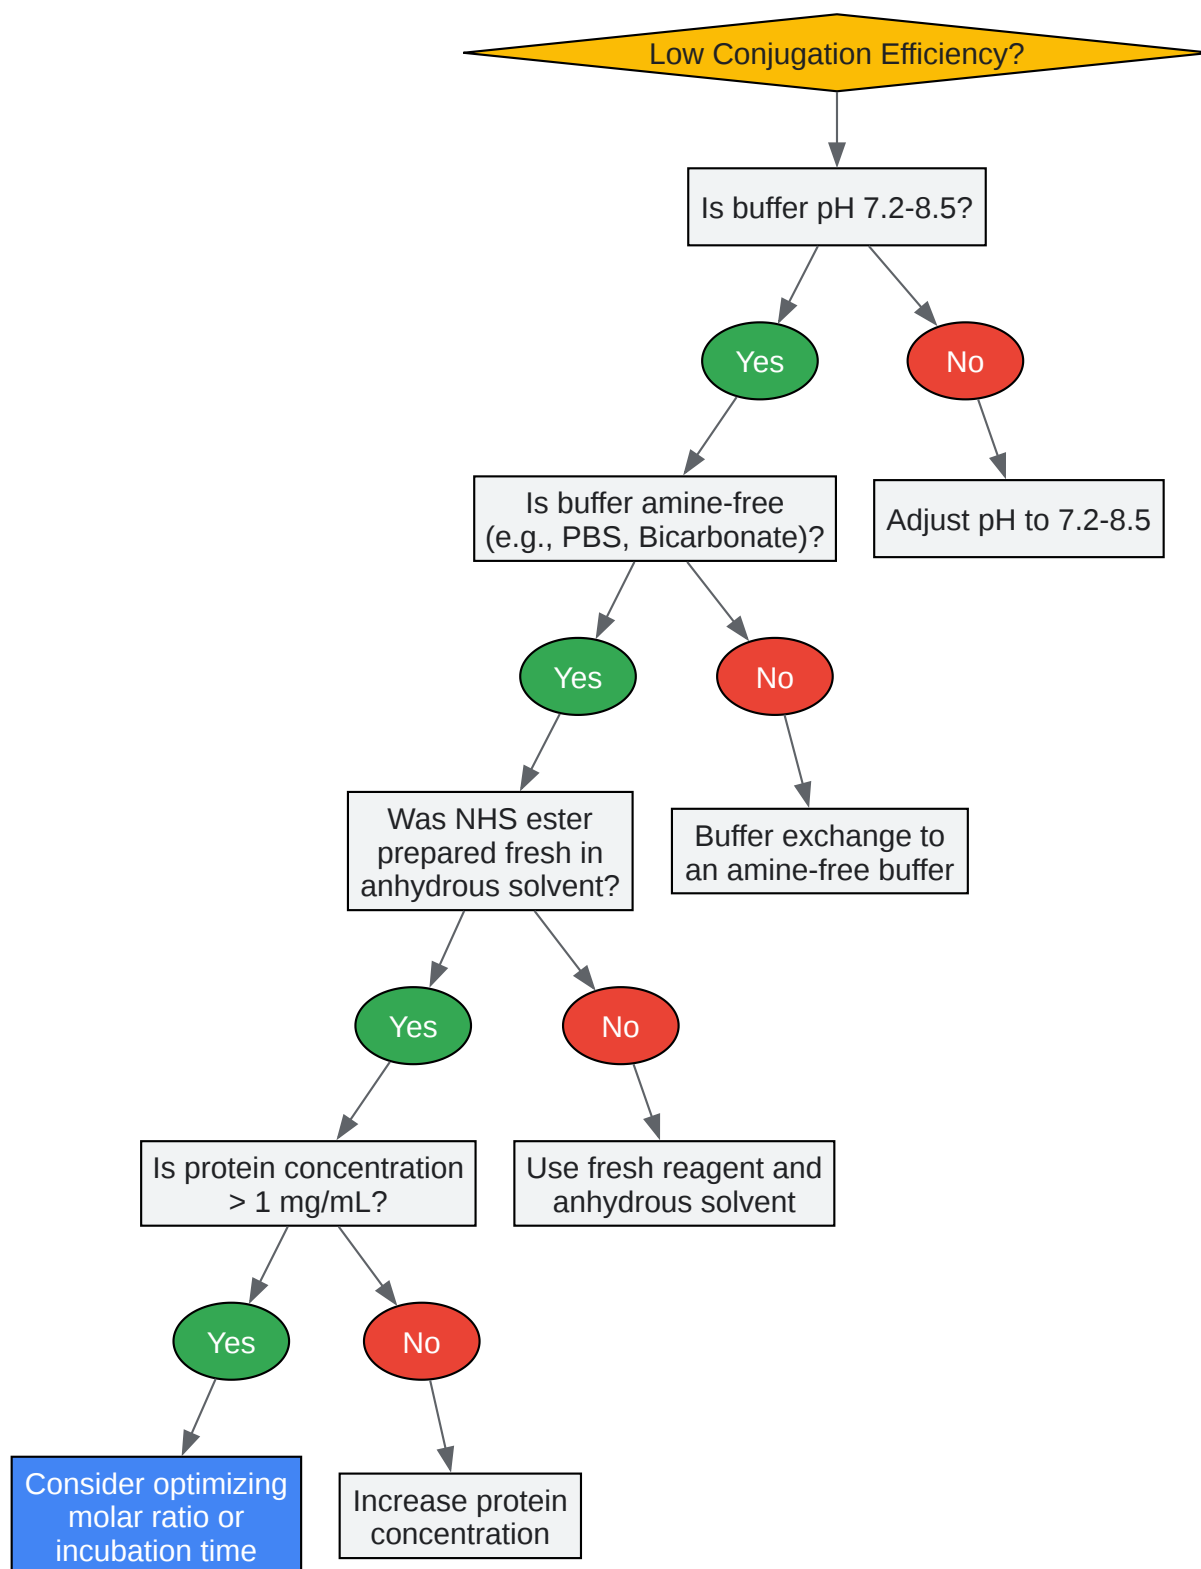 Low Conjugation Efficiency?
Is buffer pH 7.2-8.5?
Yes
No
Is buffer amine-free
(e.g., PBS, Bicarbonate)?
Adjust pH to 7.2-8.5
Yes
No
Was NHS ester
prepared fresh in
anhydrous solvent?
Buffer exchange to
an amine-free buffer
Yes
No
Is protein concentration
> 1 mg/mL?
Use fresh reagent and
anhydrous solvent
Yes
No
Consider optimizing
molar ratio or
incubation time
Increase protein
concentration